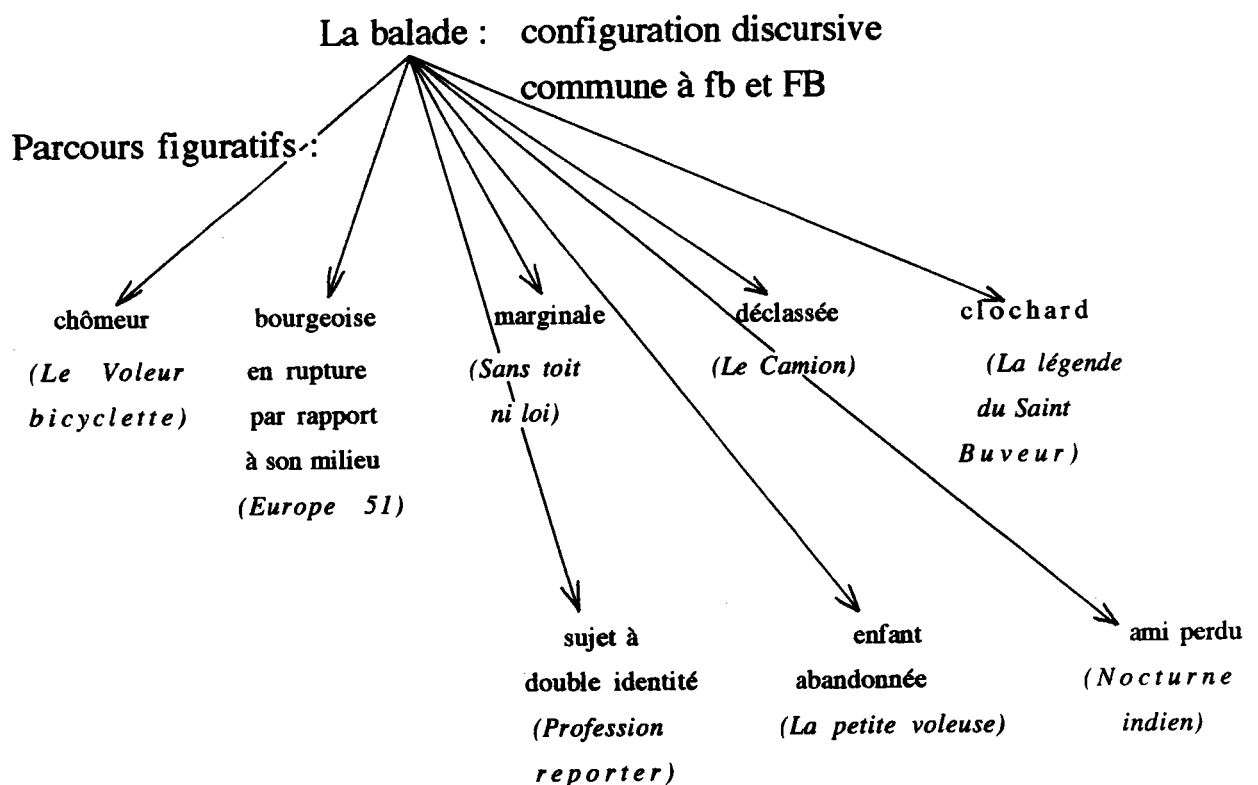 La balade : configuration discursive
commune à fb et FB
Parcours figuratifs :
chômeur
(Le Voleur
bicyclette)
bourgeoise
en rupture
par rapport
à son milieu
(Europe 51)
marginale
(Sans toit
ni loi)
déclassée
(Le Camion)
clochard
(La légende
du Saint
Buveur)
sujet à
double identité
(Profession
reporter)
enfant
abandonnée
(La petite voleuse)
ami perdu
(Nocturne
indien)